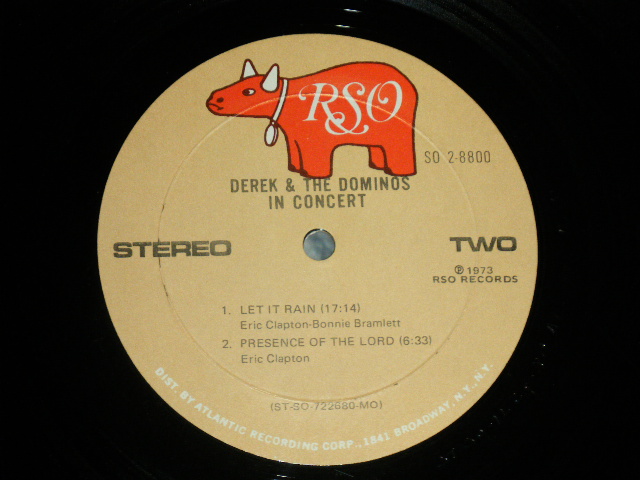 RSO
SO 2-8800
DEREK & THE DOMINOS
IN CONCERT
STEREO
TWO
℗ 1973
RSO RECORDS
1. LET IT RAIN (17:14)
Eric Clapton-Bonnie Bramlett
2. PRESENCE OF THE LORD (6:33)
Eric Clapton
(ST-SO-722680-MO)
DIST. BY ATLANTIC RECORDING CORP., 1841 BROADWAY, N.Y., N.Y.